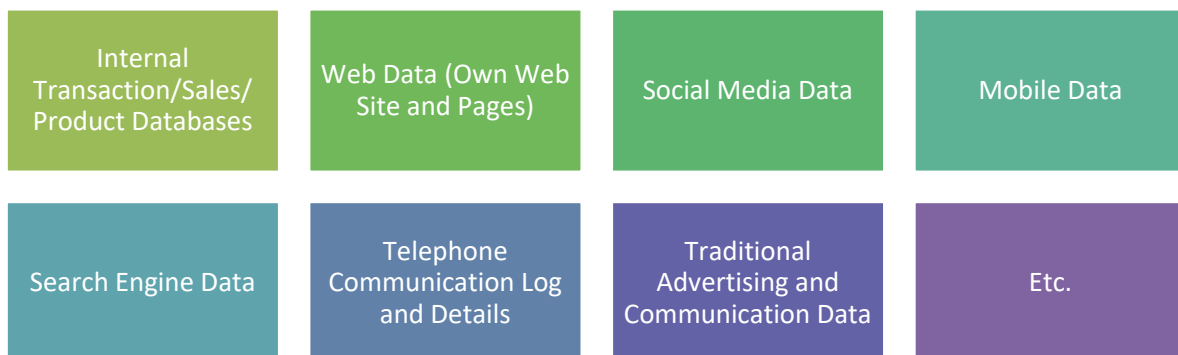 Internal
Transaction/Sales/
Product Databases
Web Data (Own Web
Site and Pages)
Social Media Data
Mobile Data
Search Engine Data
Telephone
Communication Log
and Details
Traditional
Advertising and
Communication Data
Etc.